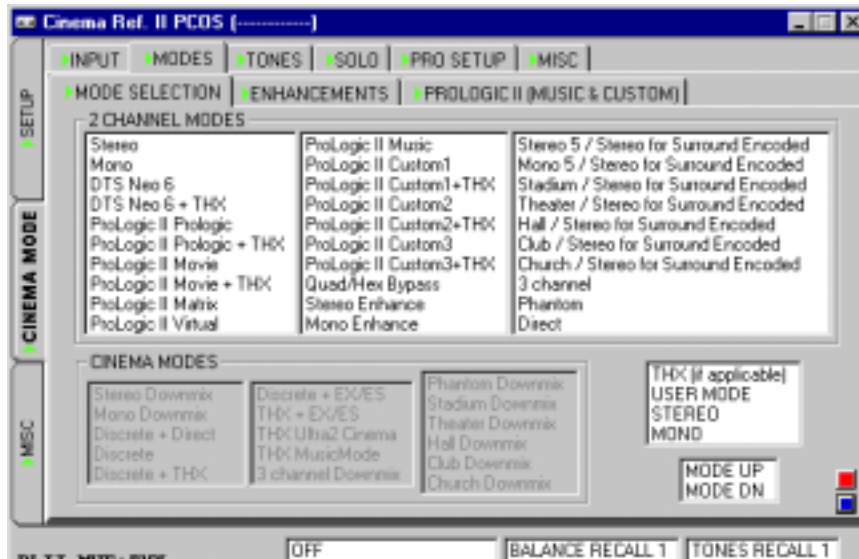 Cinema Ref. II PCOS (-------------)
INPUT MODES TONES SOLO PRO SETUP MISC
MODE SELECTION ENHANCEMENTS PROLOGIC II (MUSIC & CUSTOM)
SETUP
CINEMA MODE
MISC
2 CHANNEL MODES
Stereo
Mono
DTS Neo 6
DTS Neo 6 + THX
ProLogic II Prologic
ProLogic II Prologic + THX
ProLogic II Movie
ProLogic II Movie + THX
ProLogic II Matrix
ProLogic II Virtual
ProLogic II Music
ProLogic II Custom1
ProLogic II Custom1+THX
ProLogic II Custom2
ProLogic II Custom2+THX
ProLogic II Custom3
ProLogic II Custom3+THX
Quad/Hex Bypass
Stereo Enhance
Mono Enhance
Stereo 5 / Stereo for Surround Encoded
Mono 5 / Stereo for Surround Encoded
Stadium / Stereo for Surround Encoded
Theater / Stereo for Surround Encoded
Hall / Stereo for Surround Encoded
Club / Stereo for Surround Encoded
Church / Stereo for Surround Encoded
3 channel
Phantom
Direct
CINEMA MODES
Stereo Downmix
Mono Downmix
Discrete + Direct
Discrete
Discrete + THX
Discrete + EX/ES
THX + EX/ES
THX Ultra2 Cinema
THX MusicMode
3 channel Downmix
Phantom Downmix
Stadium Downmix
Theater Downmix
Hall Downmix
Club Downmix
Church Downmix
THX (if applicable)
USER MODE
STEREO
MONO
MODE UP
MODE DN
OFF
BALANCE RECALL 1
TONES RECALL 1